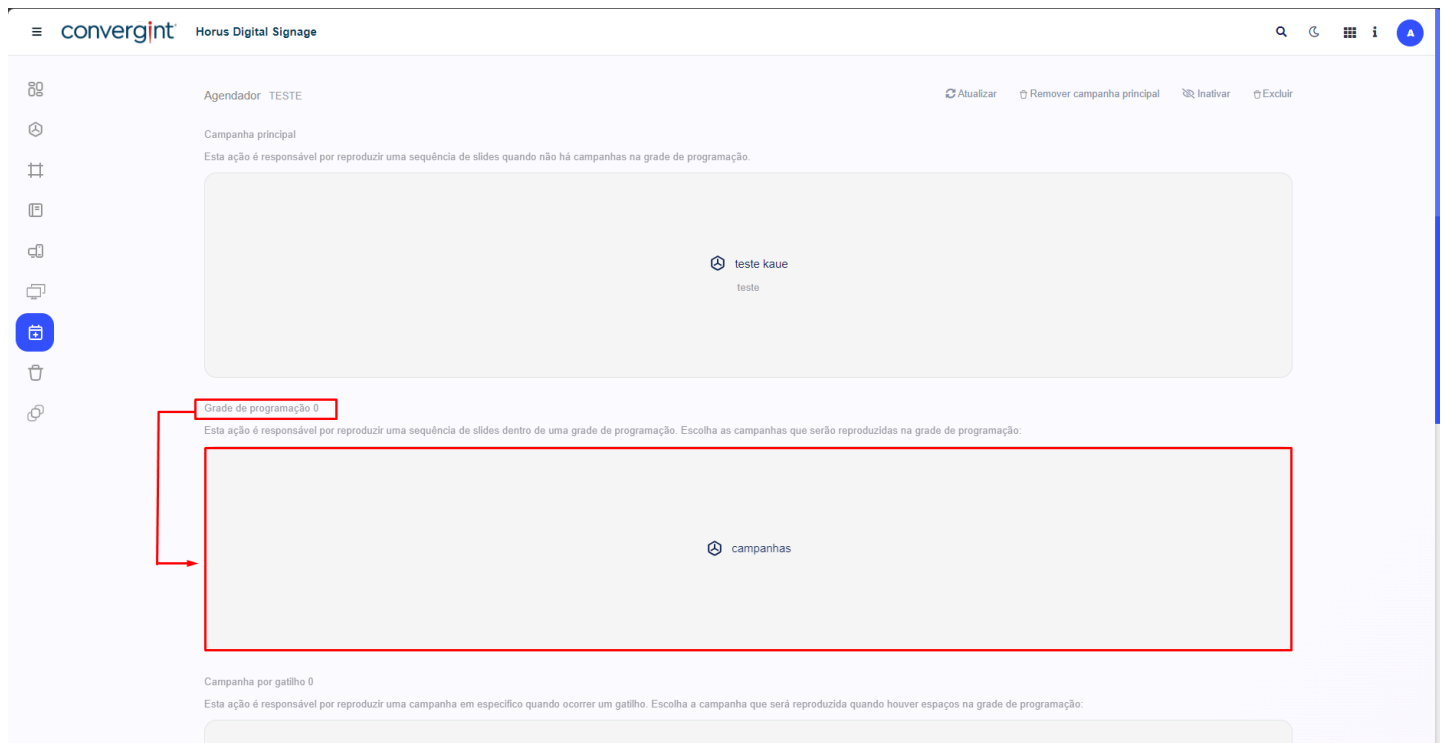 convergint Horus Digital Signage
A
Agendador TESTE
Atualizar Remover campanha principal Inativar Excluir
Campanha principal
Esta ação é responsável por reproduzir uma sequência de slides quando não há campanhas na grade de programação.
teste kaue
teste
Grade de programação 0
Esta ação é responsável por reproduzir uma sequência de slides dentro de uma grade de programação. Escolha as campanhas que serão reproduzidas na grade de programação:
campanhas
Campanha por gatilho 0
Esta ação é responsável por reproduzir uma campanha em específico quando ocorrer um gatilho. Escolha a campanha que será reproduzida quando houver espaços na grade de programação: